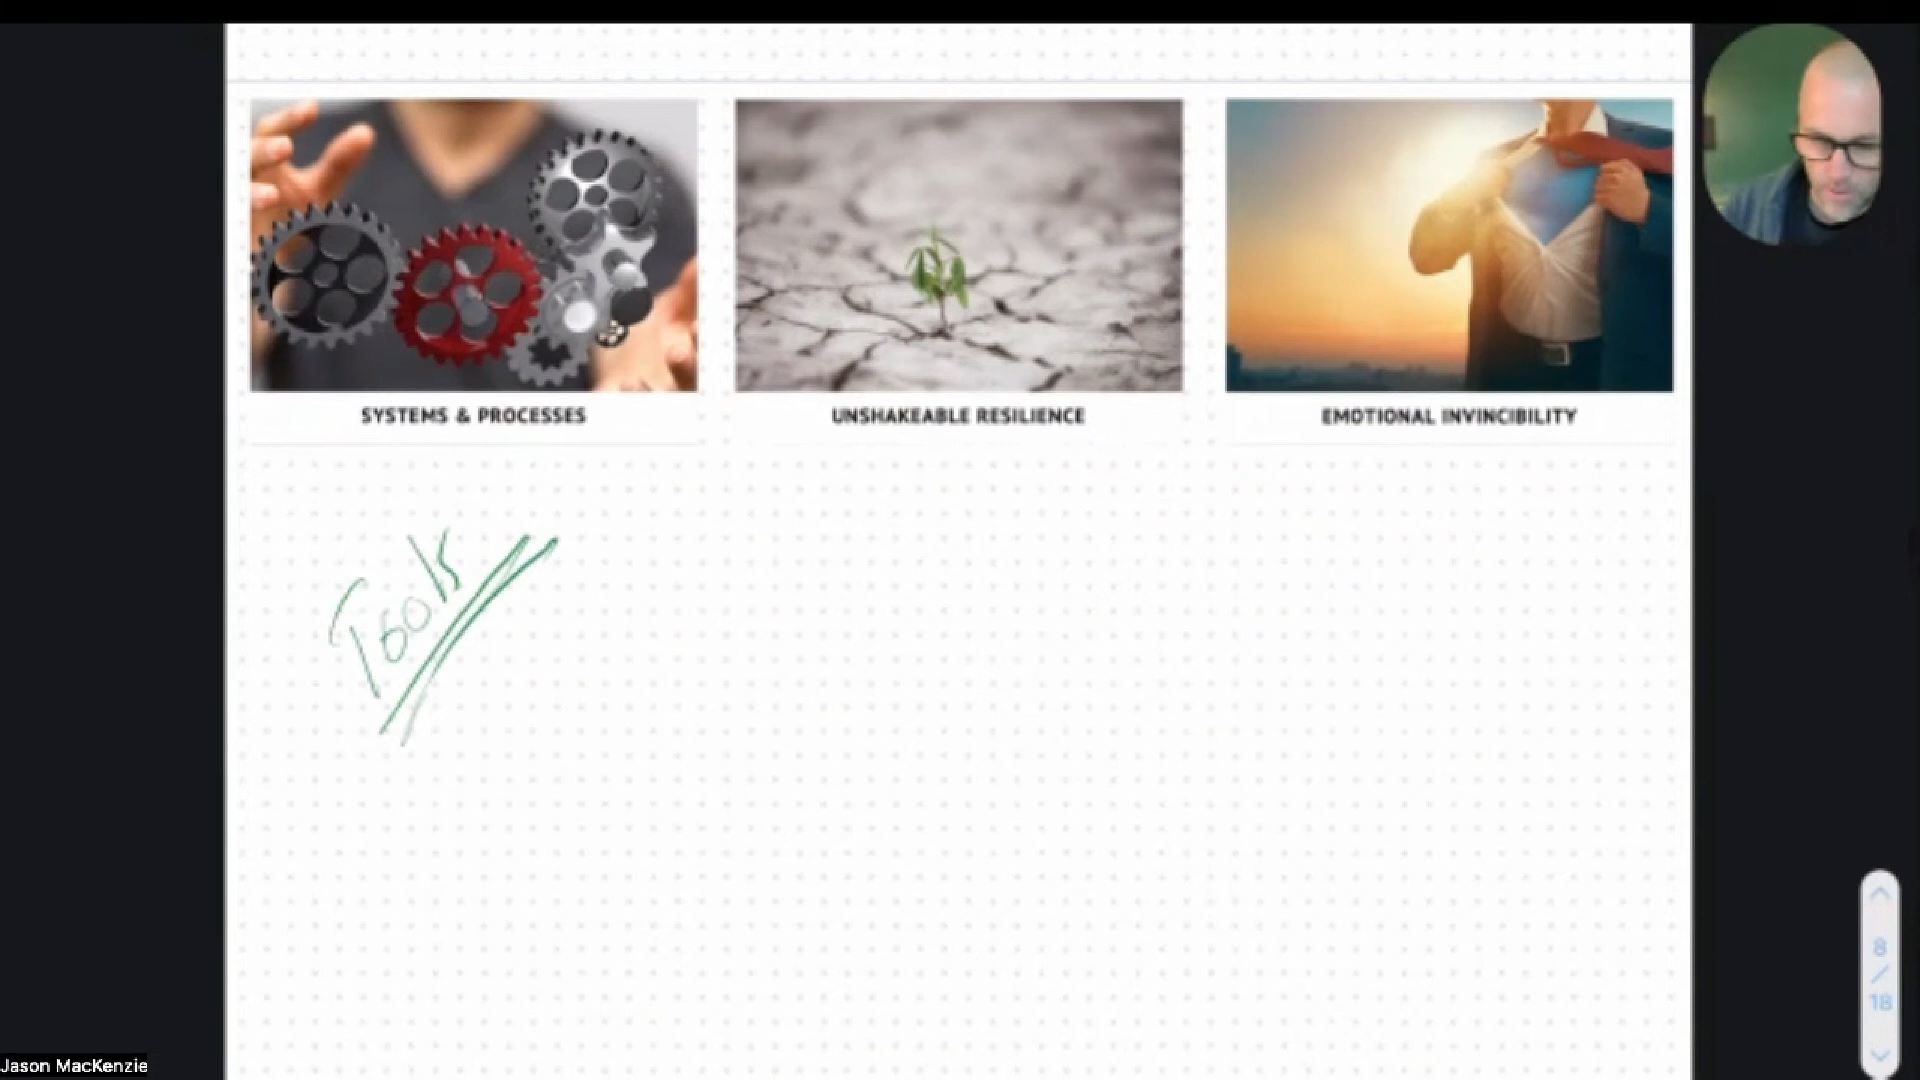 SYSTEMS & PROCESSES
UNSHAKEABLE RESILIENCE
EMOTIONAL INVINCIBILITY
Tools
8
/
18
Jason MacKenzie